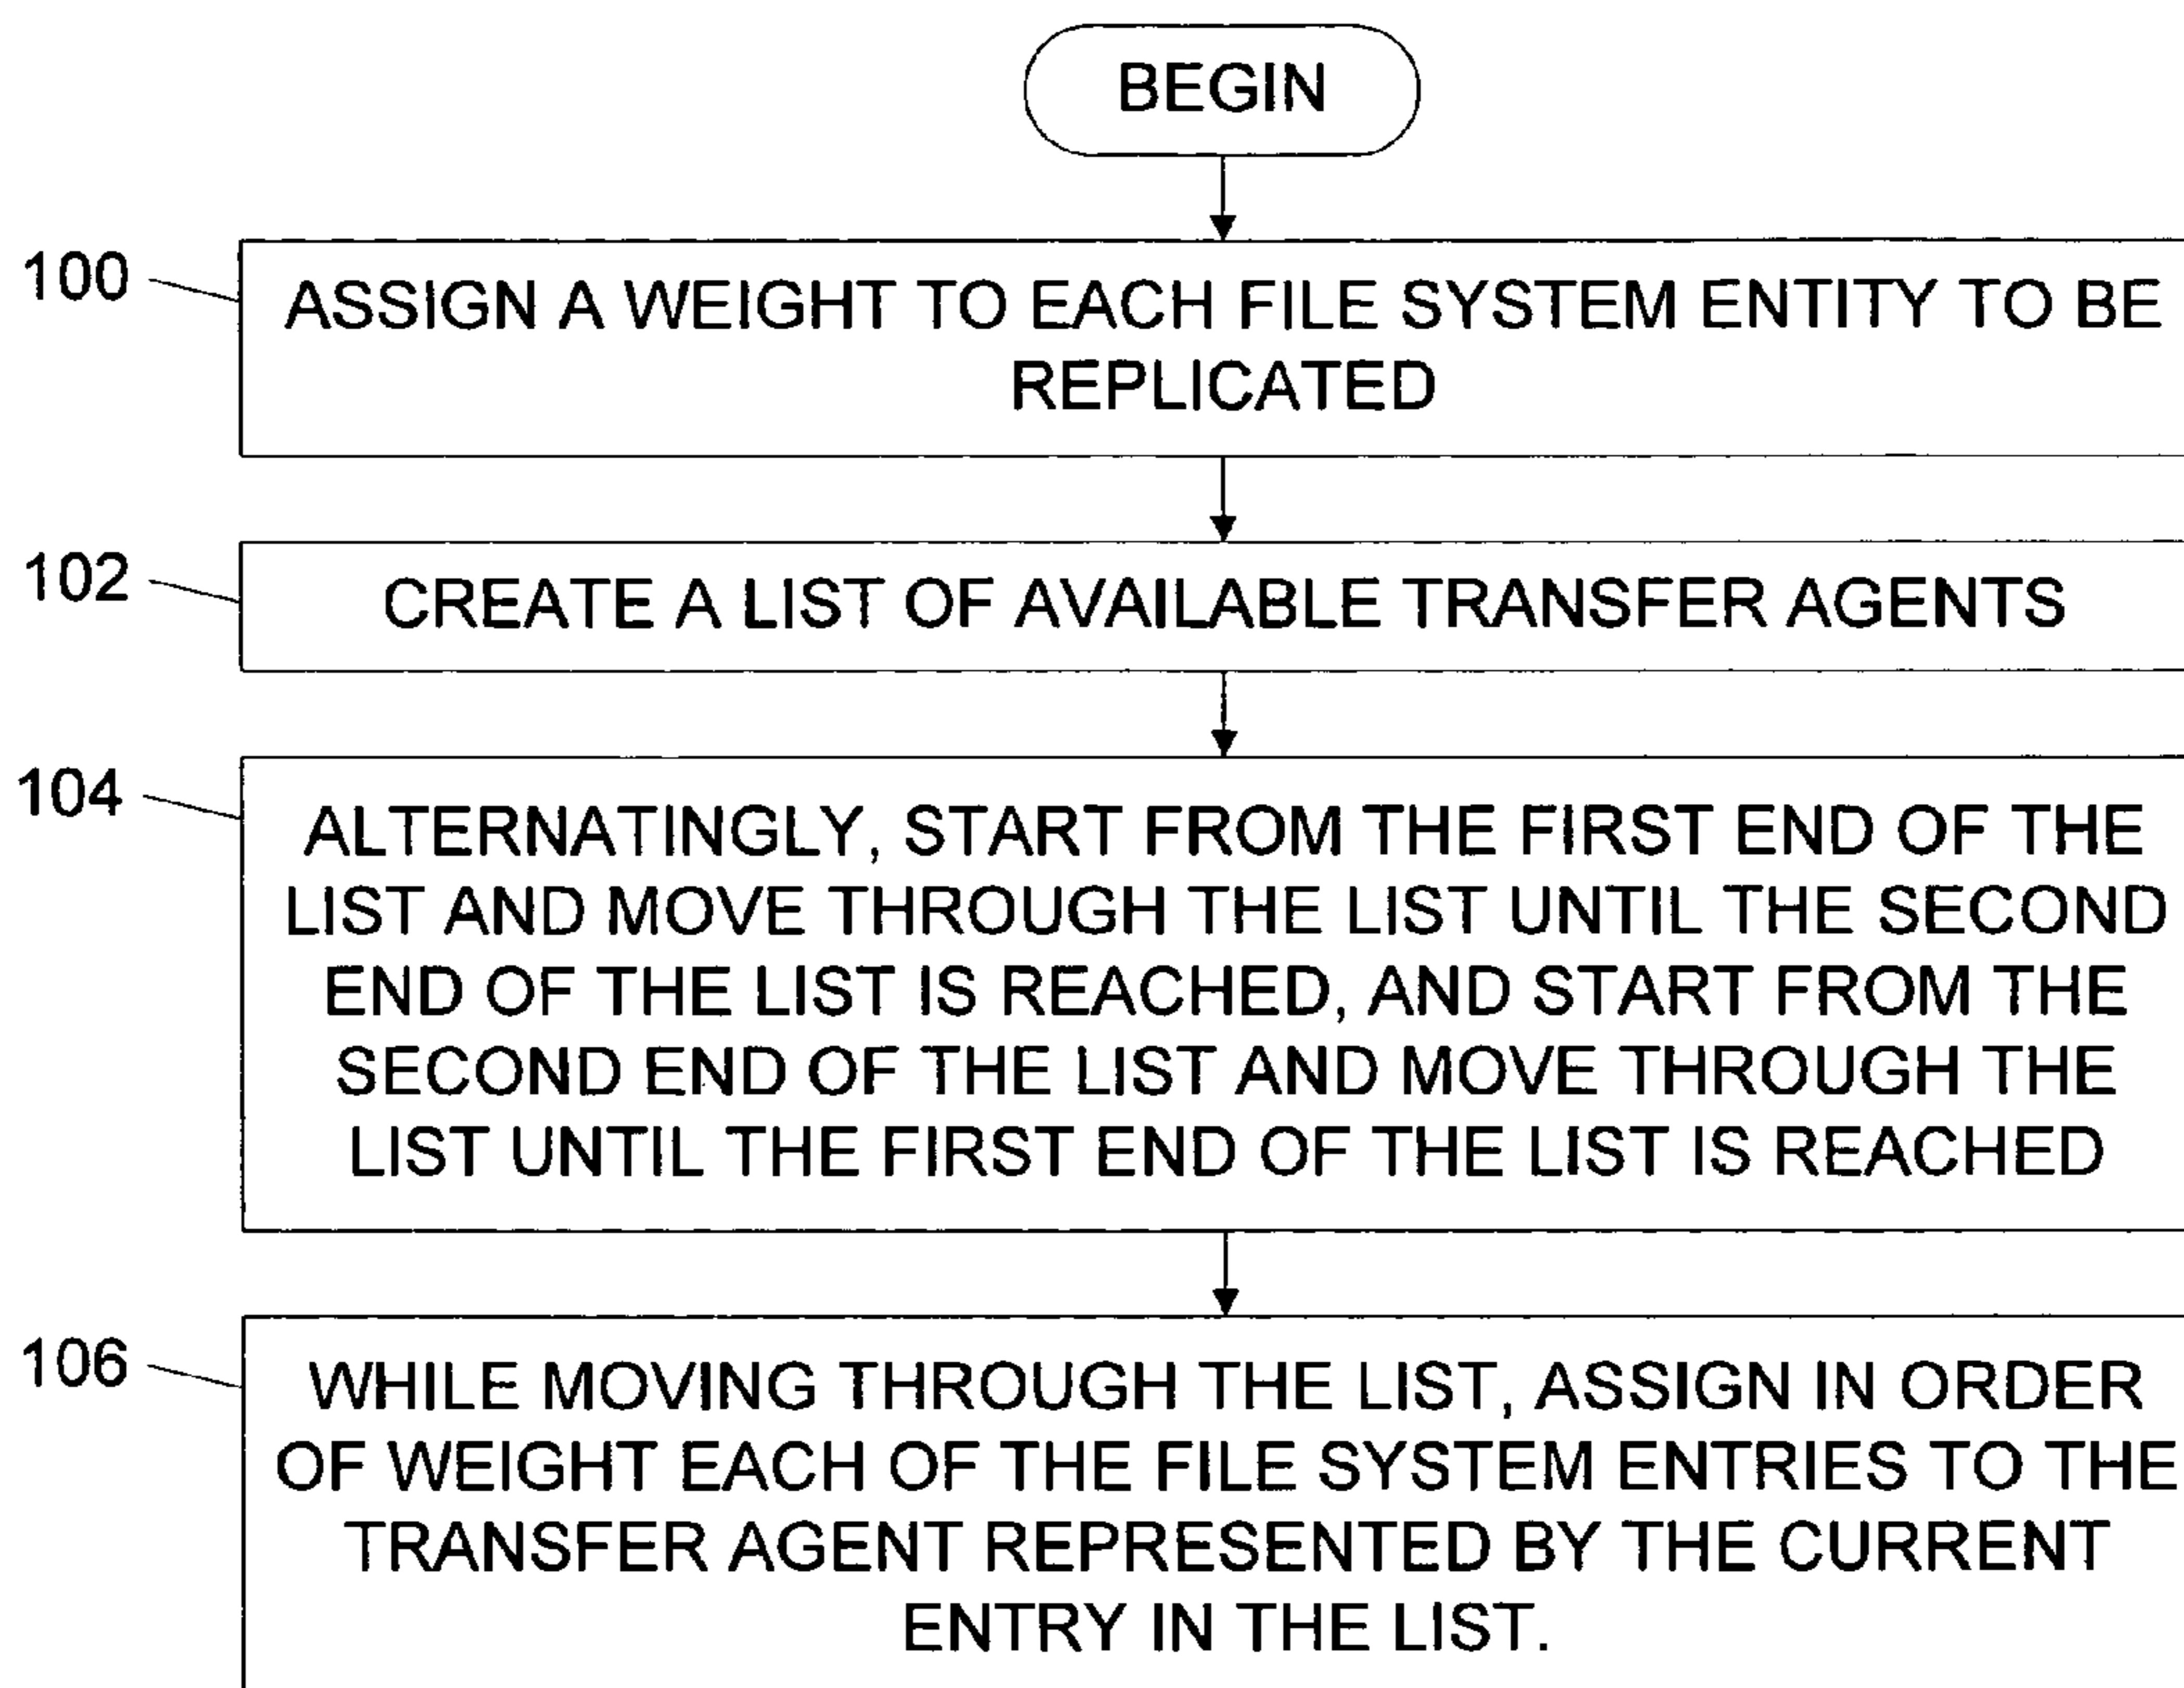 BEGIN
100
ASSIGN A WEIGHT TO EACH FILE SYSTEM ENTITY TO BE
REPLICATED
102
CREATE A LIST OF AVAILABLE TRANSFER AGENTS
104
ALTERNATINGLY, START FROM THE FIRST END OF THE
LIST AND MOVE THROUGH THE LIST UNTIL THE SECOND
END OF THE LIST IS REACHED, AND START FROM THE
SECOND END OF THE LIST AND MOVE THROUGH THE
LIST UNTIL THE FIRST END OF THE LIST IS REACHED
106
WHILE MOVING THROUGH THE LIST, ASSIGN IN ORDER
OF WEIGHT EACH OF THE FILE SYSTEM ENTRIES TO THE
TRANSFER AGENT REPRESENTED BY THE CURRENT
ENTRY IN THE LIST.